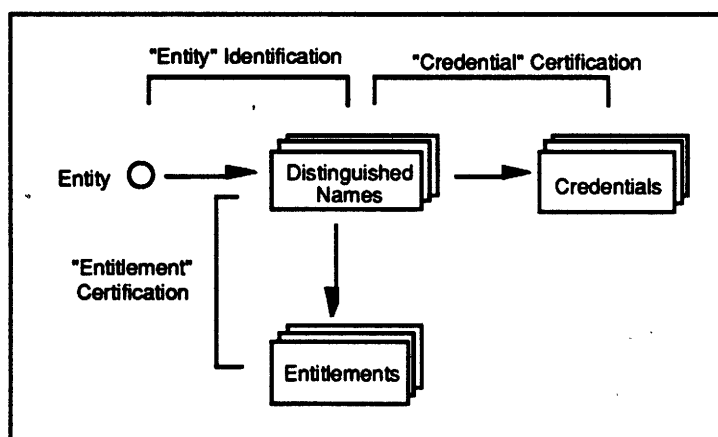 "Entity" Identification
"Credential" Certification
Entity
Distinguished
Names
Credentials
"Entitlement"
Certification
Entitlements